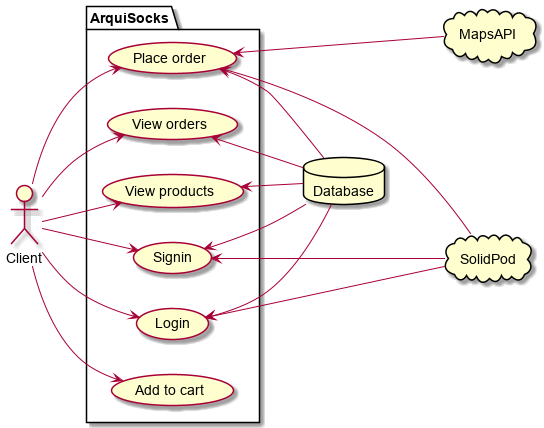 ArquiSocks
Place order
View orders
View products
Signin
Login
Add to cart
Client
Database
MapsAPI
SolidPod